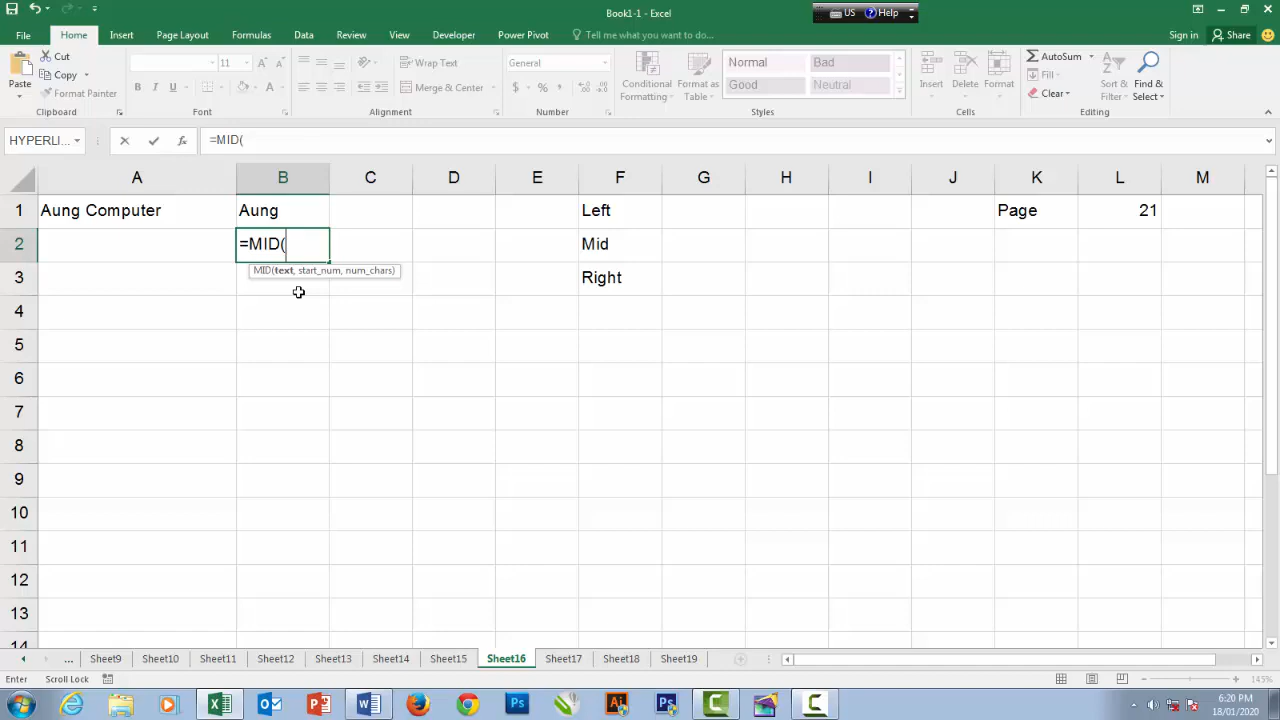 Book1-1 - Excel
US Help
File Home Insert Page Layout Formulas Data Review View Developer Power Pivot Tell me what you want to do... Sign in Share
Paste
Cut
Copy
Format Painter
Clipboard
11
B I U
A
Font
Wrap Text
Merge & Center
Alignment
General
$ %
Number
Conditional
Formatting
Format as
Table
Normal Bad
Good Neutral
Styles
Insert Delete Format
Cells
AutoSum
Fill
Clear
Sort &
Filter
Find &
Select
Editing
HYPERLI... fx =MID(
A B C D E F G H I J K L M
1 Aung Computer Aung Left Page 21
2 =MID( Mid
MID(text, start_num, num_chars)
3 Right
4
5
6
7
8
9
10
11
12
13
14
... Sheet9 Sheet10 Sheet11 Sheet12 Sheet13 Sheet14 Sheet15 Sheet16 Sheet17 Sheet18 Sheet19
Enter Scroll Lock 145%
6:20 PM
18/01/2020